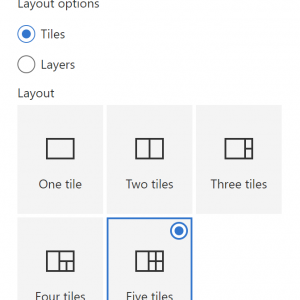 Layout options
Tiles
Layers
Layout
One tile
Two tiles
Three tiles
Four tiles
Five tiles